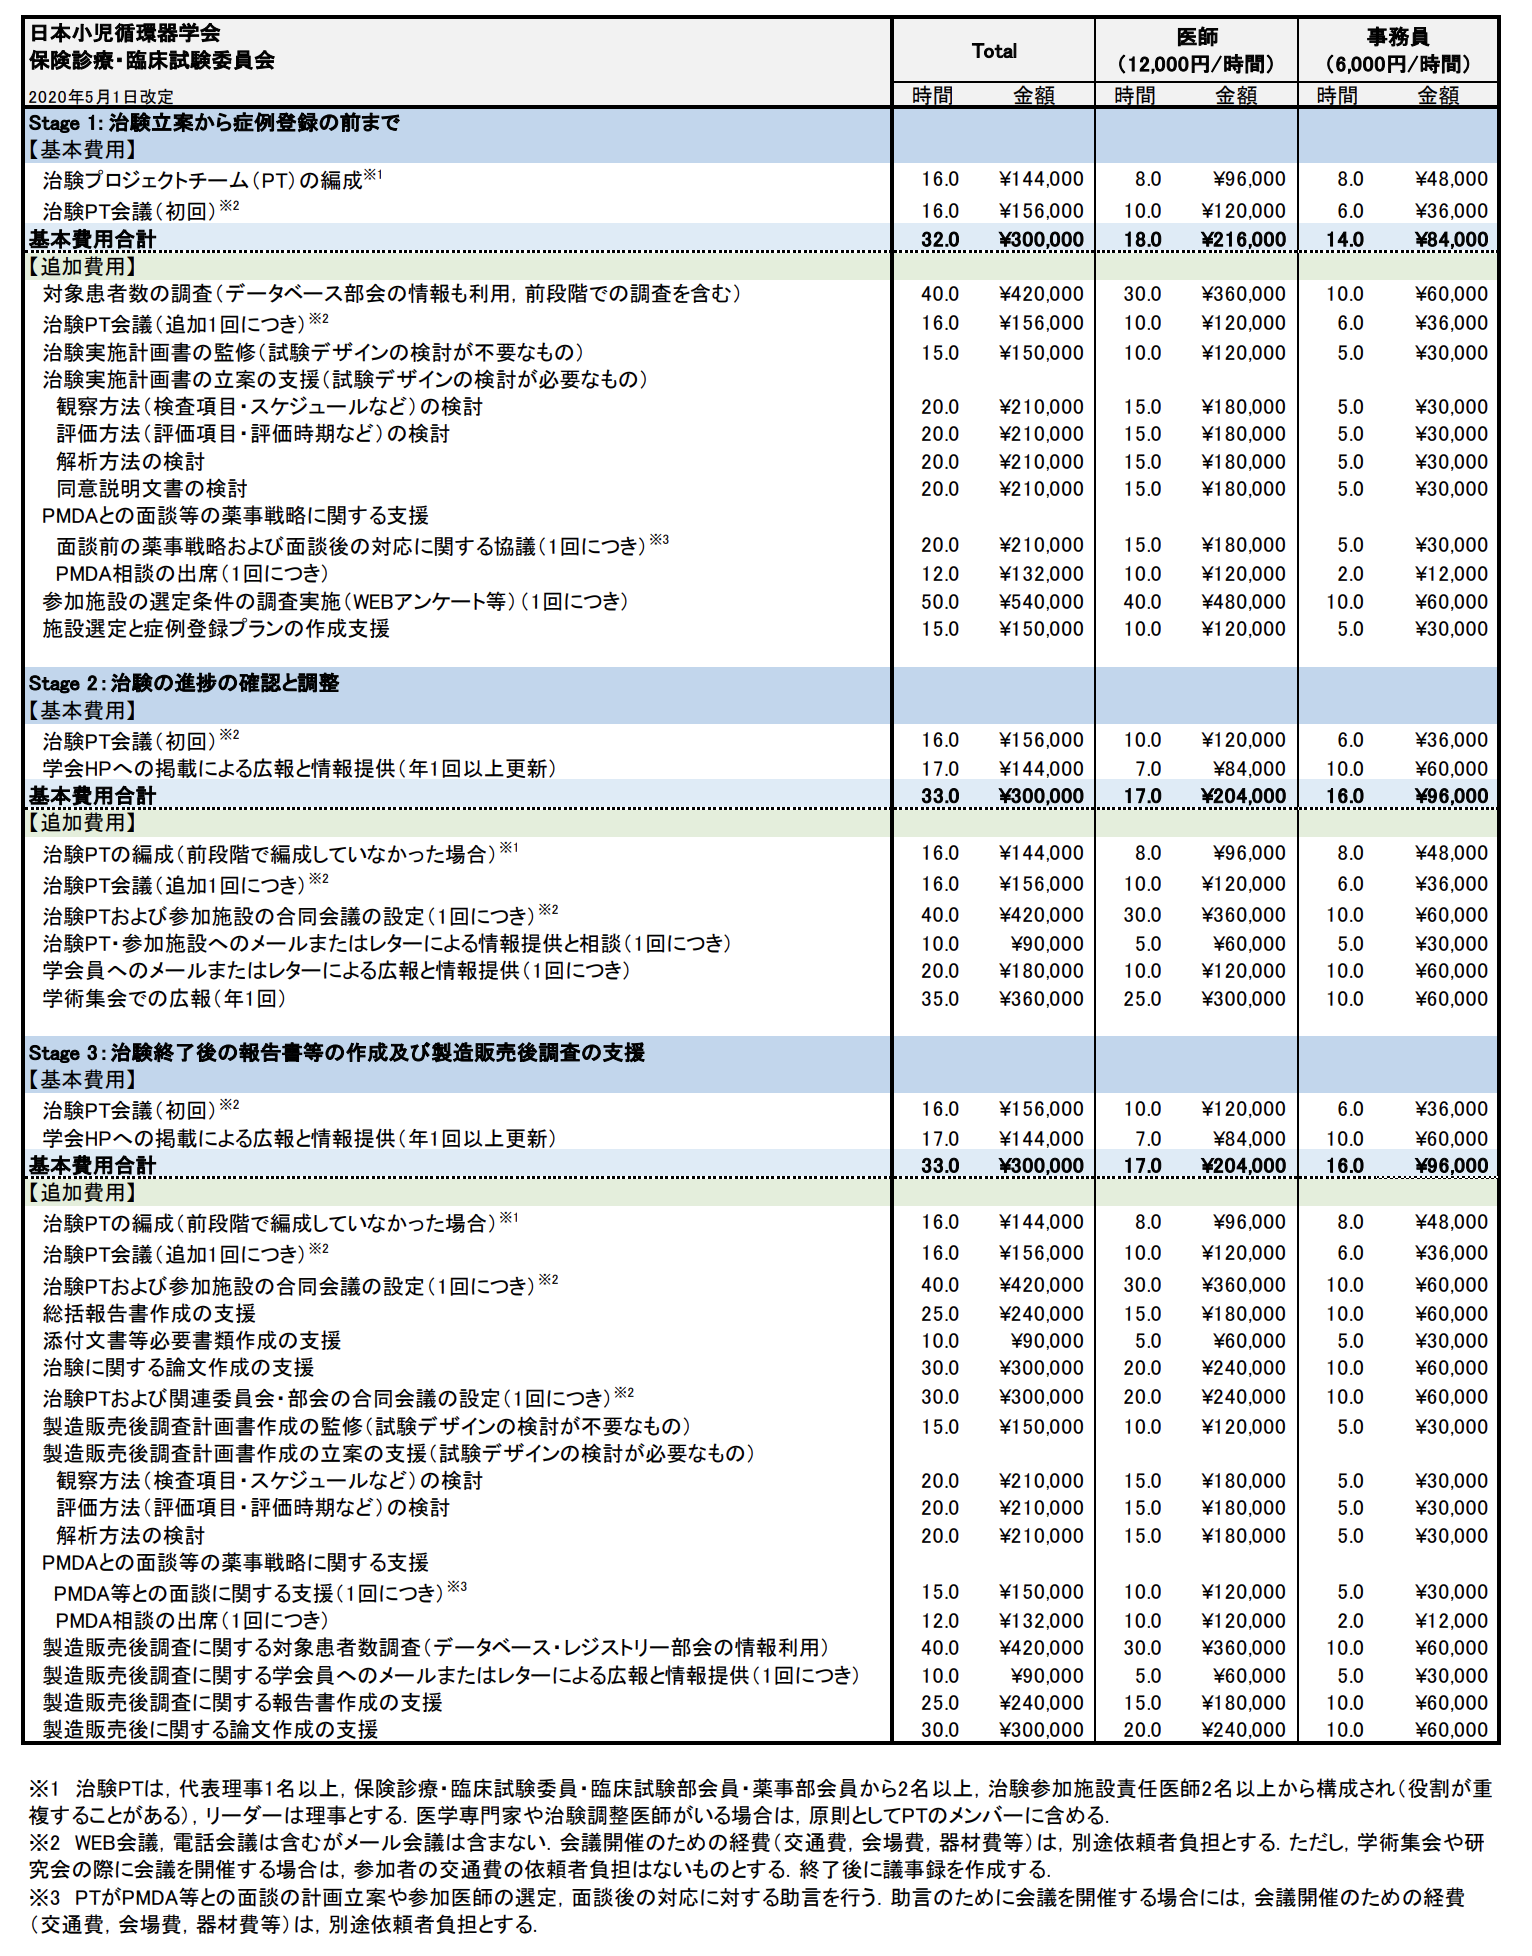 日本小児循環器学会
保険診療・臨床試験委員会
2020年5月1日改定
Total 医師 事務員
（12,000円/時間） （6,000円/時間）
時間 金額 時間 金額 時間 金額
Stage 1：治験立案から症例登録の前まで
【基本費用】
治験プロジェクトチーム（PT）の編成※1 16.0 ¥144,000 8.0 ¥96,000 8.0 ¥48,000
治験PT会議（初回）※2 16.0 ¥156,000 10.0 ¥120,000 6.0 ¥36,000
基本費用合計 32.0 ¥300,000 18.0 ¥216,000 14.0 ¥84,000
【追加費用】
対象患者数の調査（データベース部会の情報も利用，前段階での調査を含む） 40.0 ¥420,000 30.0 ¥360,000 10.0 ¥60,000
治験PT会議（追加1回につき）※2 16.0 ¥156,000 10.0 ¥120,000 6.0 ¥36,000
治験実施計画書の監修（試験デザインの検討が不要なもの） 15.0 ¥150,000 10.0 ¥120,000 5.0 ¥30,000
治験実施計画書の立案の支援（試験デザインの検討が必要なもの）
観察方法（検査項目・スケジュールなど）の検討 20.0 ¥210,000 15.0 ¥180,000 5.0 ¥30,000
評価方法（評価項目・評価時期など）の検討 20.0 ¥210,000 15.0 ¥180,000 5.0 ¥30,000
解析方法の検討 20.0 ¥210,000 15.0 ¥180,000 5.0 ¥30,000
同意説明文書の検討 20.0 ¥210,000 15.0 ¥180,000 5.0 ¥30,000
PMDAとの面談等の薬事戦略に関する支援
面談前の薬事戦略および面談後の対応に関する協議（1回につき）※3 20.0 ¥210,000 15.0 ¥180,000 5.0 ¥30,000
PMDA相談の出席（1回につき） 12.0 ¥132,000 10.0 ¥120,000 2.0 ¥12,000
参加施設の選定条件の調査実施（WEBアンケート等）（1回につき） 50.0 ¥540,000 40.0 ¥480,000 10.0 ¥60,000
施設選定と症例登録プランの作成支援 15.0 ¥150,000 10.0 ¥120,000 5.0 ¥30,000
Stage 2：治験の進捗の確認と調整
【基本費用】
治験PT会議（初回）※2 16.0 ¥156,000 10.0 ¥120,000 6.0 ¥36,000
学会HPへの掲載による広報と情報提供（年1回以上更新） 17.0 ¥144,000 7.0 ¥84,000 10.0 ¥60,000
基本費用合計 33.0 ¥300,000 17.0 ¥204,000 16.0 ¥96,000
【追加費用】
治験PTの編成（前段階で編成していなかった場合）※1 16.0 ¥144,000 8.0 ¥96,000 8.0 ¥48,000
治験PT会議（追加1回につき）※2 16.0 ¥156,000 10.0 ¥120,000 6.0 ¥36,000
治験PTおよび参加施設の合同会議の設定（1回につき）※2 40.0 ¥420,000 30.0 ¥360,000 10.0 ¥60,000
治験PT・参加施設へのメールまたはレターによる情報提供と相談（1回につき） 10.0 ¥90,000 5.0 ¥60,000 5.0 ¥30,000
学会員へのメールまたはレターによる広報と情報提供（1回につき） 20.0 ¥180,000 10.0 ¥120,000 10.0 ¥60,000
学術集会での広報（年1回） 35.0 ¥360,000 25.0 ¥300,000 10.0 ¥60,000
Stage 3：治験終了後の報告書等の作成及び製造販売後調査の支援
【基本費用】
治験PT会議（初回）※2 16.0 ¥156,000 10.0 ¥120,000 6.0 ¥36,000
学会HPへの掲載による広報と情報提供（年1回以上更新） 17.0 ¥144,000 7.0 ¥84,000 10.0 ¥60,000
基本費用合計 33.0 ¥300,000 17.0 ¥204,000 16.0 ¥96,000
【追加費用】
治験PTの編成（前段階で編成していなかった場合）※1 16.0 ¥144,000 8.0 ¥96,000 8.0 ¥48,000
治験PT会議（追加1回につき）※2 16.0 ¥156,000 10.0 ¥120,000 6.0 ¥36,000
治験PTおよび参加施設の合同会議の設定（1回につき）※2 40.0 ¥420,000 30.0 ¥360,000 10.0 ¥60,000
総括報告書作成の支援 25.0 ¥240,000 15.0 ¥180,000 10.0 ¥60,000
添付文書等必要書類作成の支援 10.0 ¥90,000 5.0 ¥60,000 5.0 ¥30,000
治験に関する論文作成の支援 30.0 ¥300,000 20.0 ¥240,000 10.0 ¥60,000
治験PTおよび関連委員会・部会の合同会議の設定（1回につき）※2 30.0 ¥300,000 20.0 ¥240,000 10.0 ¥60,000
製造販売後調査計画書作成の監修（試験デザインの検討が不要なもの） 15.0 ¥150,000 10.0 ¥120,000 5.0 ¥30,000
製造販売後調査計画書作成の立案の支援（試験デザインの検討が必要なもの）
観察方法（検査項目・スケジュールなど）の検討 20.0 ¥210,000 15.0 ¥180,000 5.0 ¥30,000
評価方法（評価項目・評価時期など）の検討 20.0 ¥210,000 15.0 ¥180,000 5.0 ¥30,000
解析方法の検討 20.0 ¥210,000 15.0 ¥180,000 5.0 ¥30,000
PMDAとの面談等の薬事戦略に関する支援
PMDA等との面談に関する支援（1回につき）※3 15.0 ¥150,000 10.0 ¥120,000 5.0 ¥30,000
PMDA相談の出席（1回につき） 12.0 ¥132,000 10.0 ¥120,000 2.0 ¥12,000
製造販売後調査に関する対象患者数調査（データベース・レジストリー部会の情報利用） 40.0 ¥420,000 30.0 ¥360,000 10.0 ¥60,000
製造販売後調査に関する学会員へのメールまたはレターによる広報と情報提供（1回につき） 10.0 ¥90,000 5.0 ¥60,000 5.0 ¥30,000
製造販売後調査に関する報告書作成の支援 25.0 ¥240,000 15.0 ¥180,000 10.0 ¥60,000
製造販売後に関する論文作成の支援 30.0 ¥300,000 20.0 ¥240,000 10.0 ¥60,000
※1 治験PTは，代表理事1名以上，保険診療・臨床試験委員・臨床試験部会員・薬事部会員から2名以上，治験参加施設責任医師2名以上から構成され（役割が重
複することがある），リーダーは理事とする．医学専門家や治験調整医師がいる場合は，原則としてPTのメンバーに含める．
※2 WEB会議，電話会議は含むがメール会議は含まない．会議開催のための経費（交通費，会場費，器材費等）は，別途依頼者負担とする．ただし，学術集会や研
究会の際に会議を開催する場合は，参加者の交通費の依頼者負担はないものとする．終了後に議事録を作成する．
※3 PTがPMDA等との面談の計画立案や参加医師の選定，面談後の対応に対する助言を行う．助言のために会議を開催する場合には，会議開催のための経費
（交通費，会場費，器材費等）は，別途依頼者負担とする．